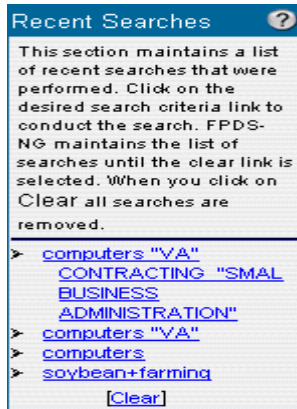 Recent Searches ?
This section maintains a list
of recent searches that were
performed. Click on the
desired search criteria link to
conduct the search. FPDS-
NG maintains the list of
searches until the clear link is
selected. When you click on
Clear all searches are
removed.
➢ computers "VA"
CONTRACTING "SMAL
BUSINESS
ADMINISTRATION"
➢ computers "VA"
➢ computers
➢ soybean+farming
[Clear]